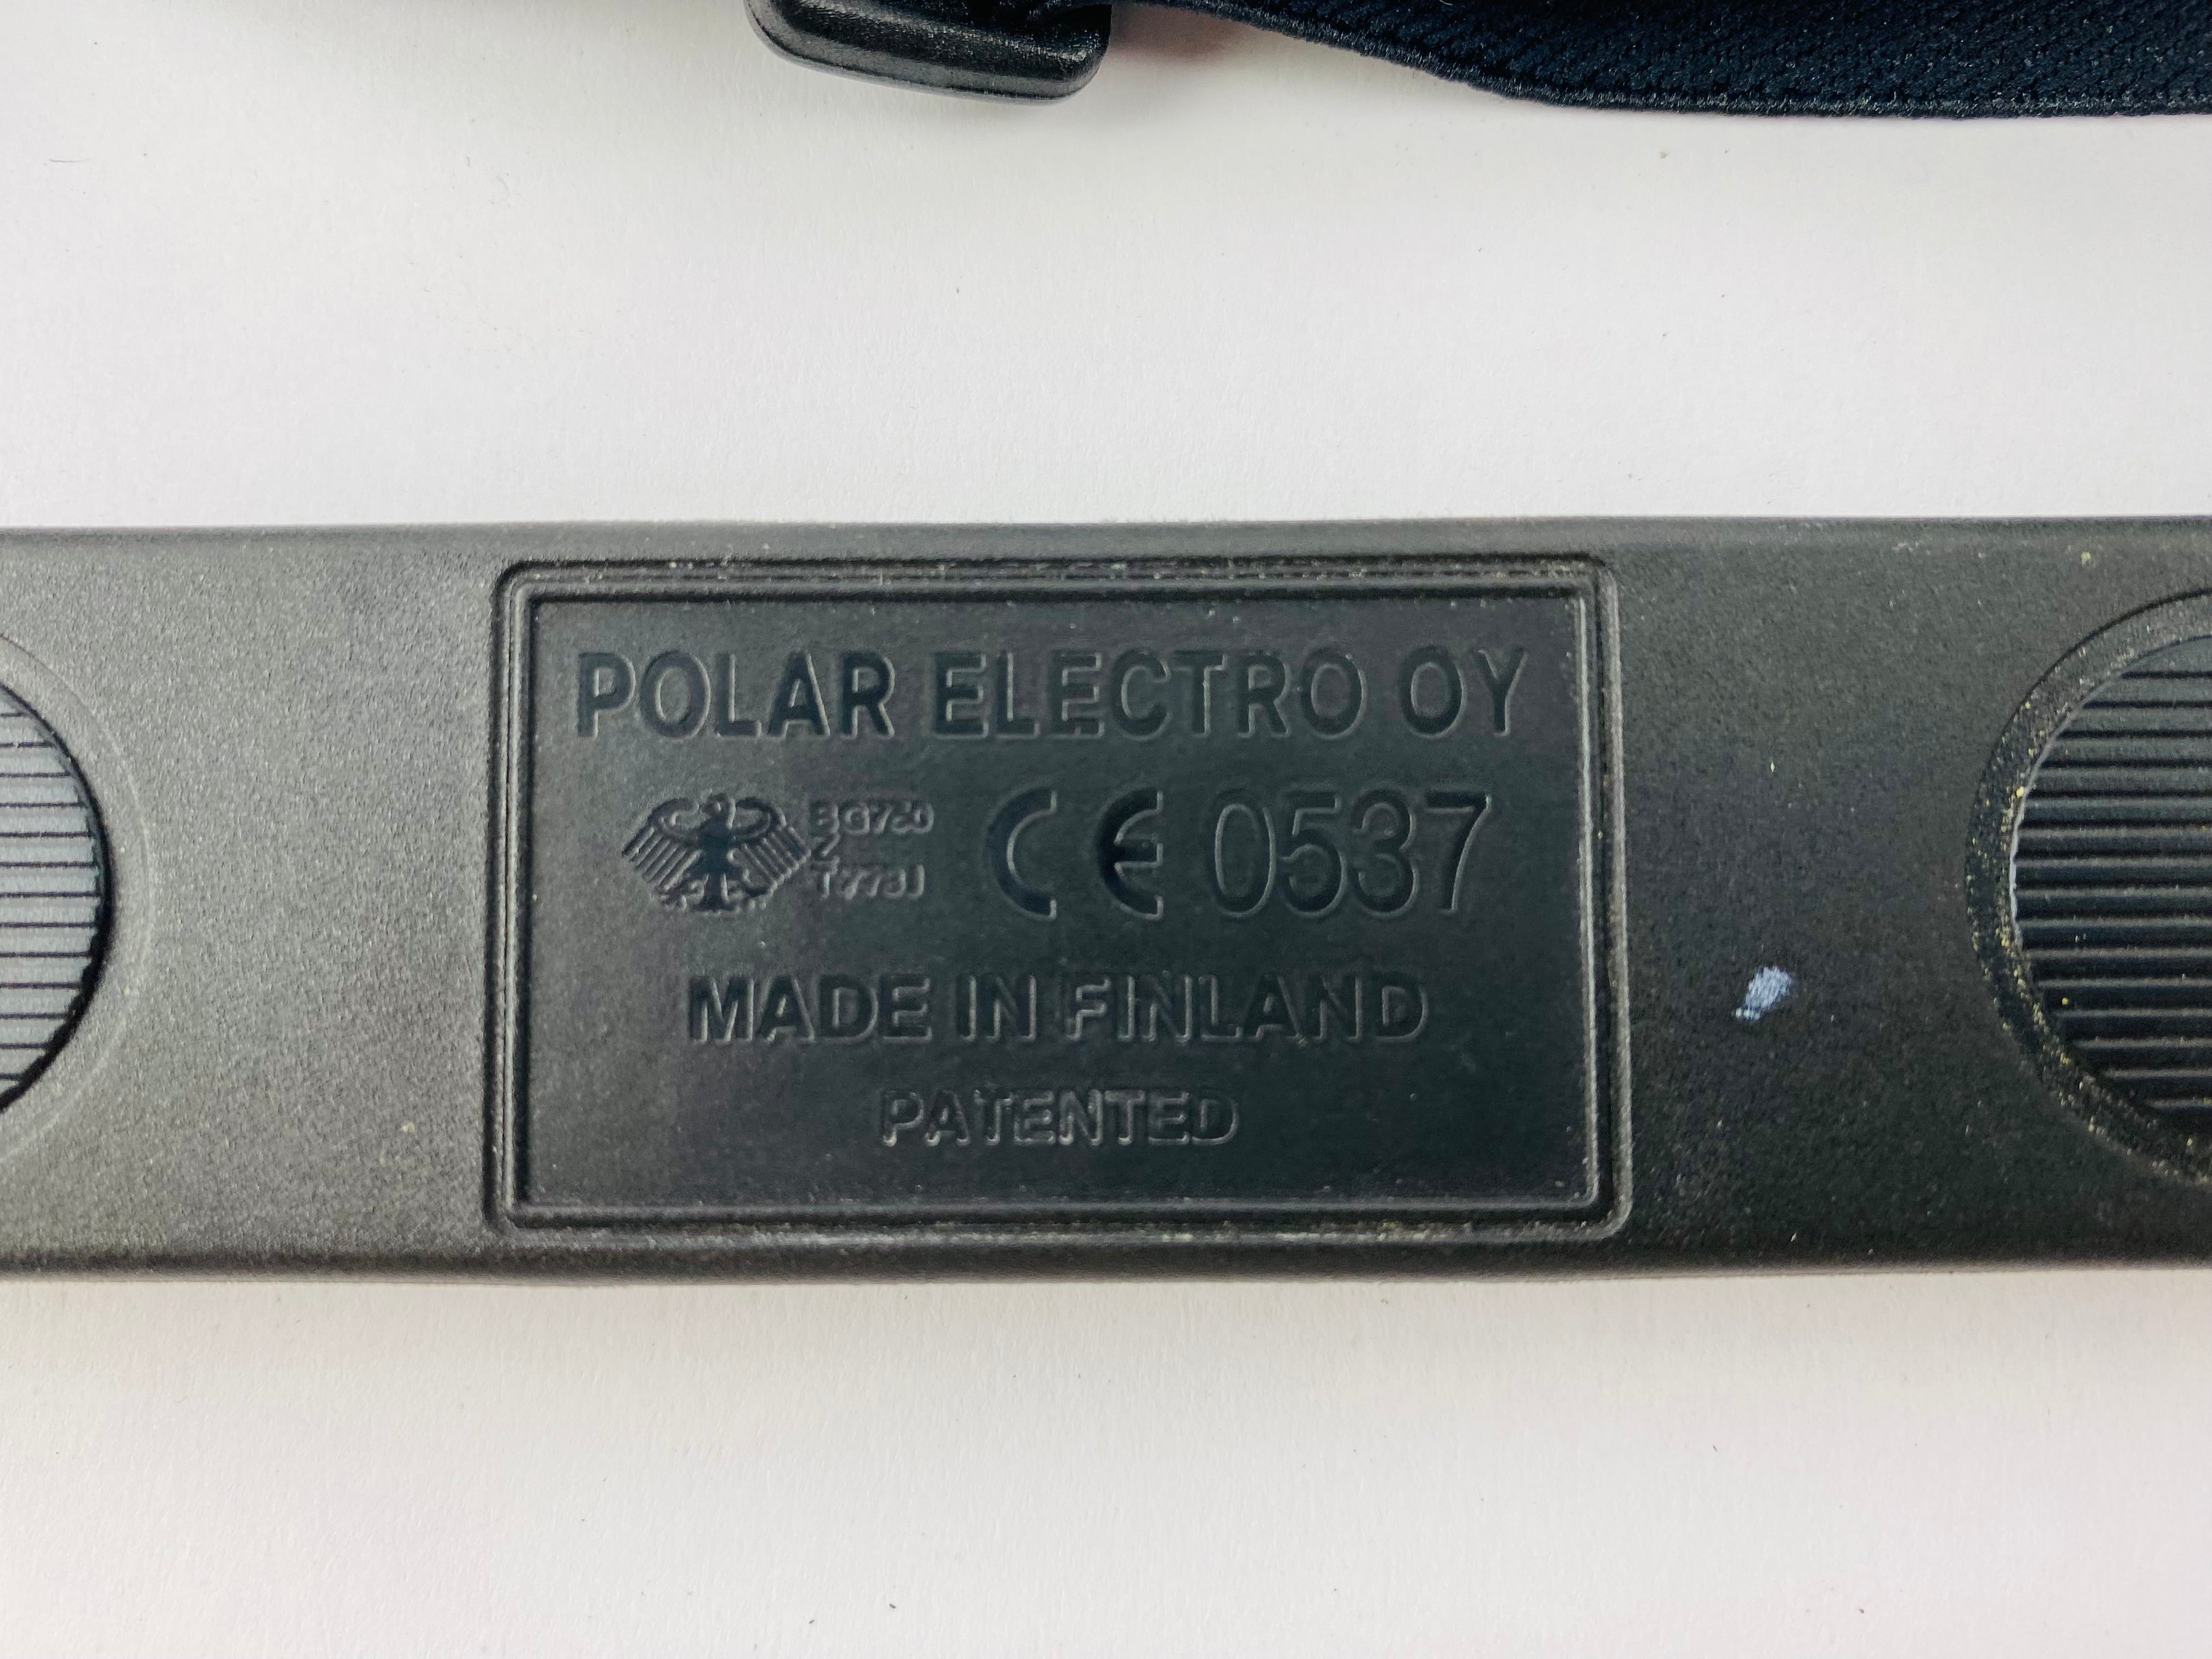 POLAR ELECTRO OY
CE 0537
MADE IN FINLAND
PATENTED